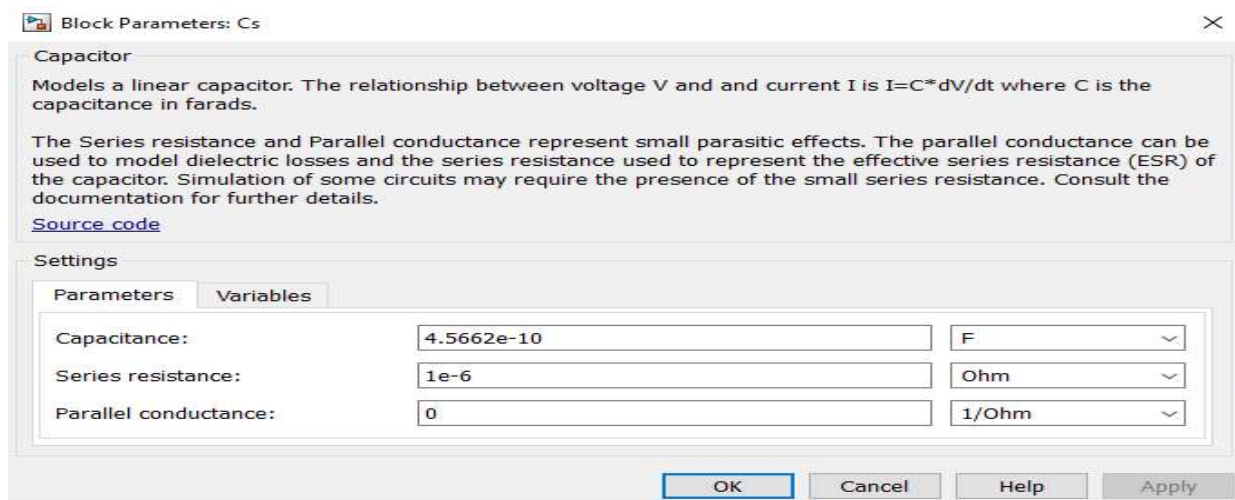 Block Parameters: Cs
Capacitor
Models a linear capacitor. The relationship between voltage V and and current I is I=C*dV/dt where C is the
capacitance in farads.
The Series resistance and Parallel conductance represent small parasitic effects. The parallel conductance can be
used to model dielectric losses and the series resistance used to represent the effective series resistance (ESR) of
the capacitor. Simulation of some circuits may require the presence of the small series resistance. Consult the
documentation for further details.
Source code
Settings
Parameters Variables
Capacitance: 4.5662e-10 F
Series resistance: 1e-6 Ohm
Parallel conductance: 0 1/Ohm
OK Cancel Help Apply